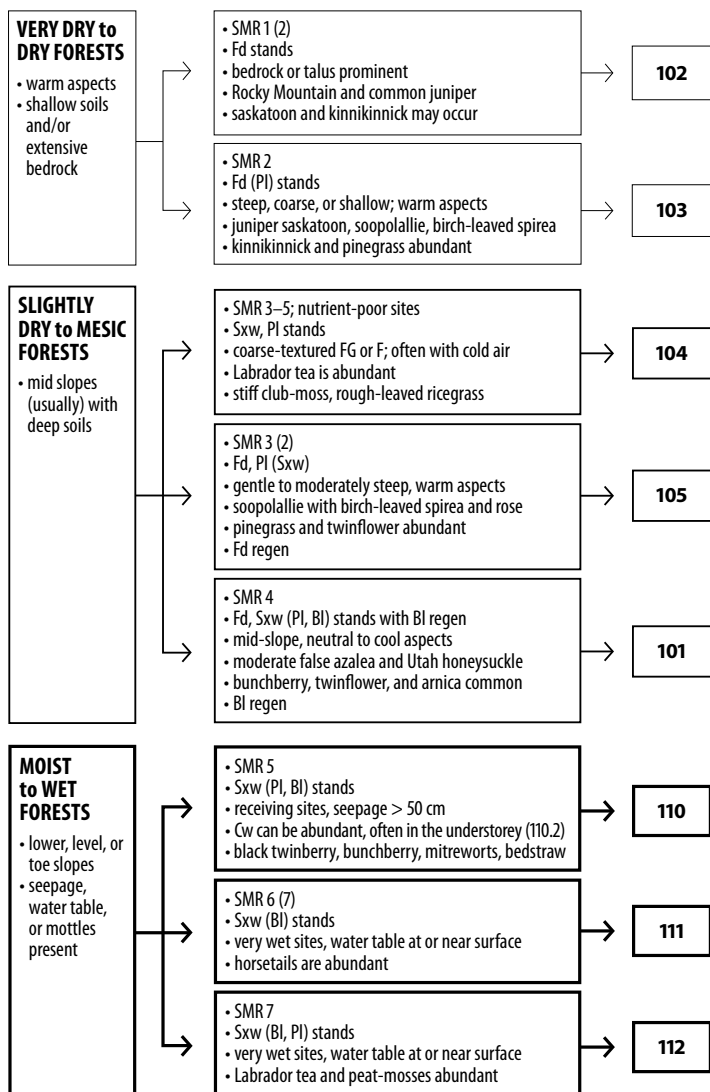 VERY DRY to
DRY FORESTS
• warm aspects
• shallow soils
and/or
extensive
bedrock
• SMR 1 (2)
• Fd stands
• bedrock or talus prominent
• Rocky Mountain and common juniper
• saskatoon and kinnikinnick may occur
102
• SMR 2
• Fd (Pl) stands
• steep, coarse, or shallow; warm aspects
• juniper saskatoon, soopolallie, birch-leaved spirea
• kinnikinnick and pinegrass abundant
103
SLIGHTLY
DRY to MESIC
FORESTS
• mid slopes
(usually) with
deep soils
• SMR 3–5; nutrient-poor sites
• Sxw, Pl stands
• coarse-textured FG or F; often with cold air
• Labrador tea is abundant
• stiff club-moss, rough-leaved ricegrass
104
• SMR 3 (2)
• Fd, Pl (Sxw)
• gentle to moderately steep, warm aspects
• soopolallie with birch-leaved spirea and rose
• pinegrass and twinflower abundant
• Fd regen
105
• SMR 4
• Fd, Sxw (Pl, Bl) stands with Bl regen
• mid-slope, neutral to cool aspects
• moderate false azalea and Utah honeysuckle
• bunchberry, twinflower, and arnica common
• Bl regen
101
MOIST
to WET
FORESTS
• lower, level, or
toe slopes
• seepage,
water table,
or mottles
present
• SMR 5
• Sxw (Pl, Bl) stands
• receiving sites, seepage > 50 cm
• Cw can be abundant, often in the understorey (110.2)
• black twinberry, bunchberry, mitreworts, bedstraw
110
• SMR 6 (7)
• Sxw (Bl) stands
• very wet sites, water table at or near surface
• horsetails are abundant
111
• SMR 7
• Sxw (Bl, Pl) stands
• very wet sites, water table at or near surface
• Labrador tea and peat-mosses abundant
112